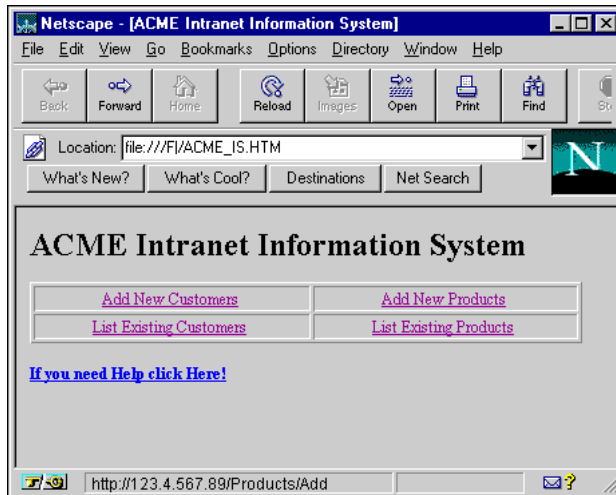 Netscape - [ACME Intranet Information System]
File Edit View Go Bookmarks Options Directory Window Help
Back Forward Home Reload Images Open Print Find
Location: file:///F|/ACME_IS.HTM
N
What's New? What's Cool? Destinations Net Search
ACME Intranet Information System
Add New Customers Add New Products
List Existing Customers List Existing Products
If you need Help click Here!
http://123.4.567.89/Products/Add